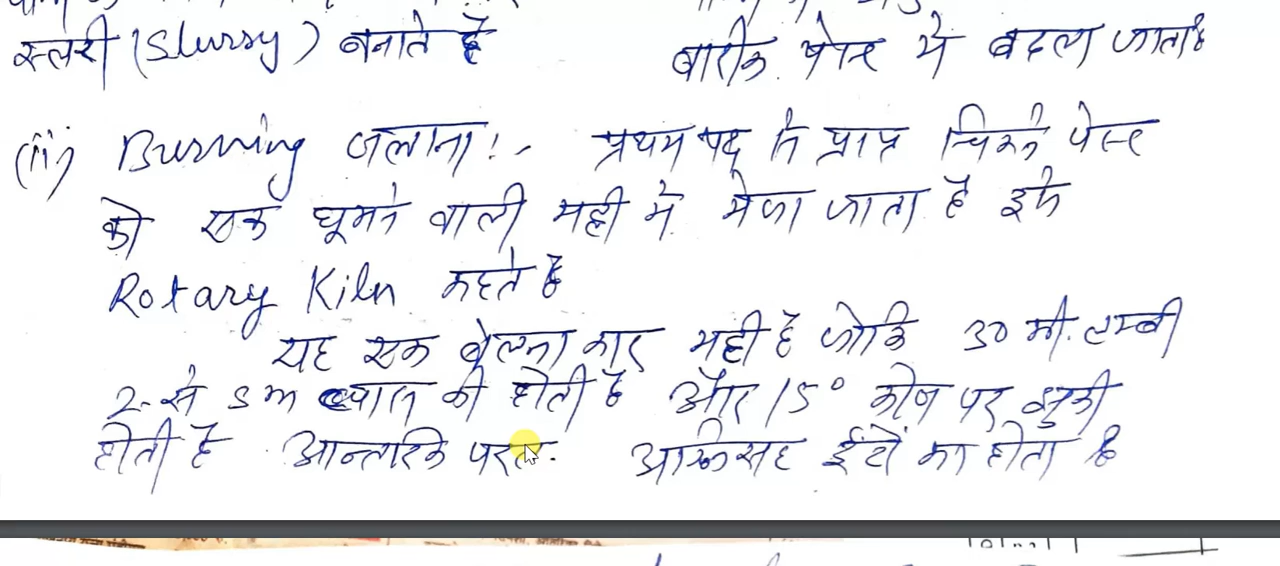 स्लरी (Slurry) बनाते है
बारीक पेस्ट में बदल जाता है
(ii) Burning जलाना :- प्रथम पद से प्राप्त चिकने पेस्ट
को एक घूमने वाली भट्टी में भेजा जाता है इसे
Rotary Kiln कहते है
यह एक बेलनाकार भट्टी है जोकि 30 मी. लम्बी
2 से 3 m व्यास की होती है और 15° कोण पर झुकी
होती है आन्तरिक परत अग्निसह ईंटों का होता है